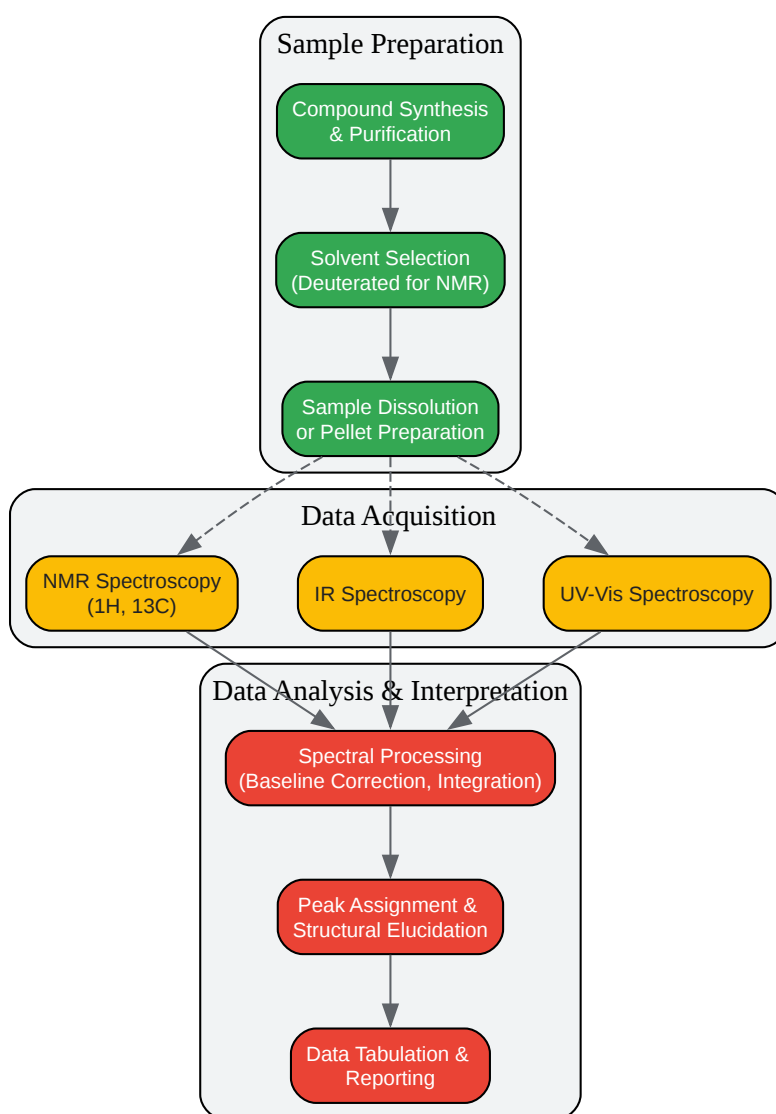 Sample Preparation
Compound Synthesis
& Purification
Solvent Selection
(Deuterated for NMR)
Sample Dissolution
or Pellet Preparation
Data Acquisition
NMR Spectroscopy
(1H, 13C)
IR Spectroscopy
UV-Vis Spectroscopy
Data Analysis & Interpretation
Spectral Processing
(Baseline Correction, Integration)
Peak Assignment &
Structural Elucidation
Data Tabulation &
Reporting